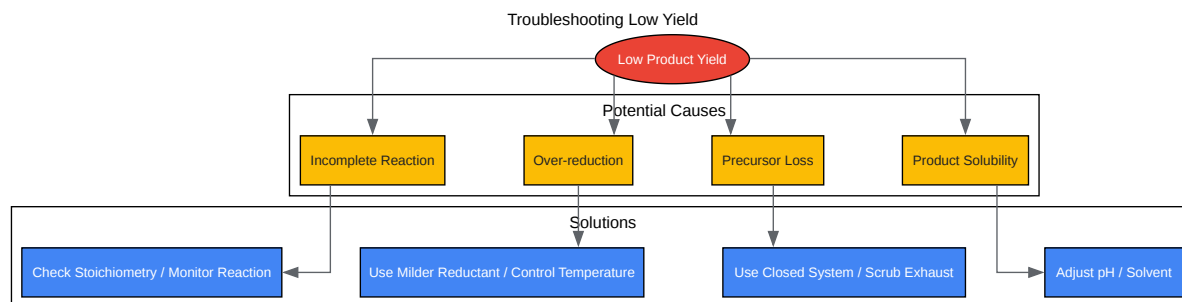 Troubleshooting Low Yield
Low Product Yield
Potential Causes
Incomplete Reaction
Over-reduction
Precursor Loss
Product Solubility
Solutions
Check Stoichiometry / Monitor Reaction
Use Milder Reductant / Control Temperature
Use Closed System / Scrub Exhaust
Adjust pH / Solvent